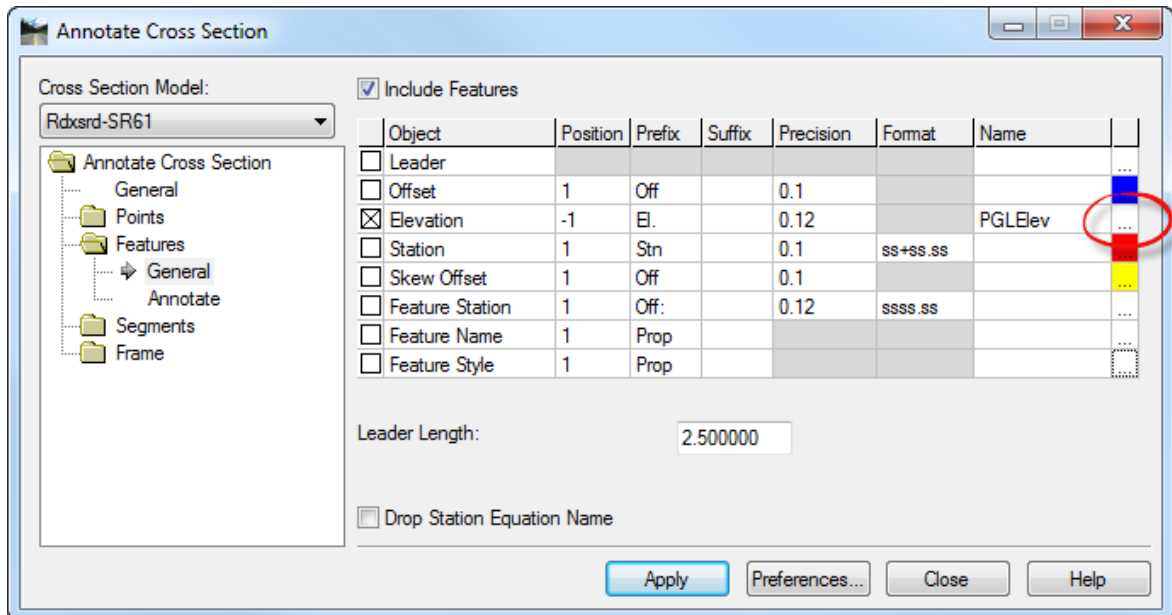 Annotate Cross Section
Cross Section Model:
Rdxsrd-SR61
Annotate Cross Section
General
Points
Features
General
Annotate
Segments
Frame
Include Features
Object Position Prefix Suffix Precision Format Name
Leader ...
Offset 1 Off 0.1
Elevation -1 El. 0.12 PGLElev ...
Station 1 Stn 0.1 ss+ss.ss ...
Skew Offset 1 Off 0.1 ...
Feature Station 1 Off: 0.12 ssss.ss ...
Feature Name 1 Prop ...
Feature Style 1 Prop ...
Leader Length: 2.500000
Drop Station Equation Name
Apply Preferences... Close Help